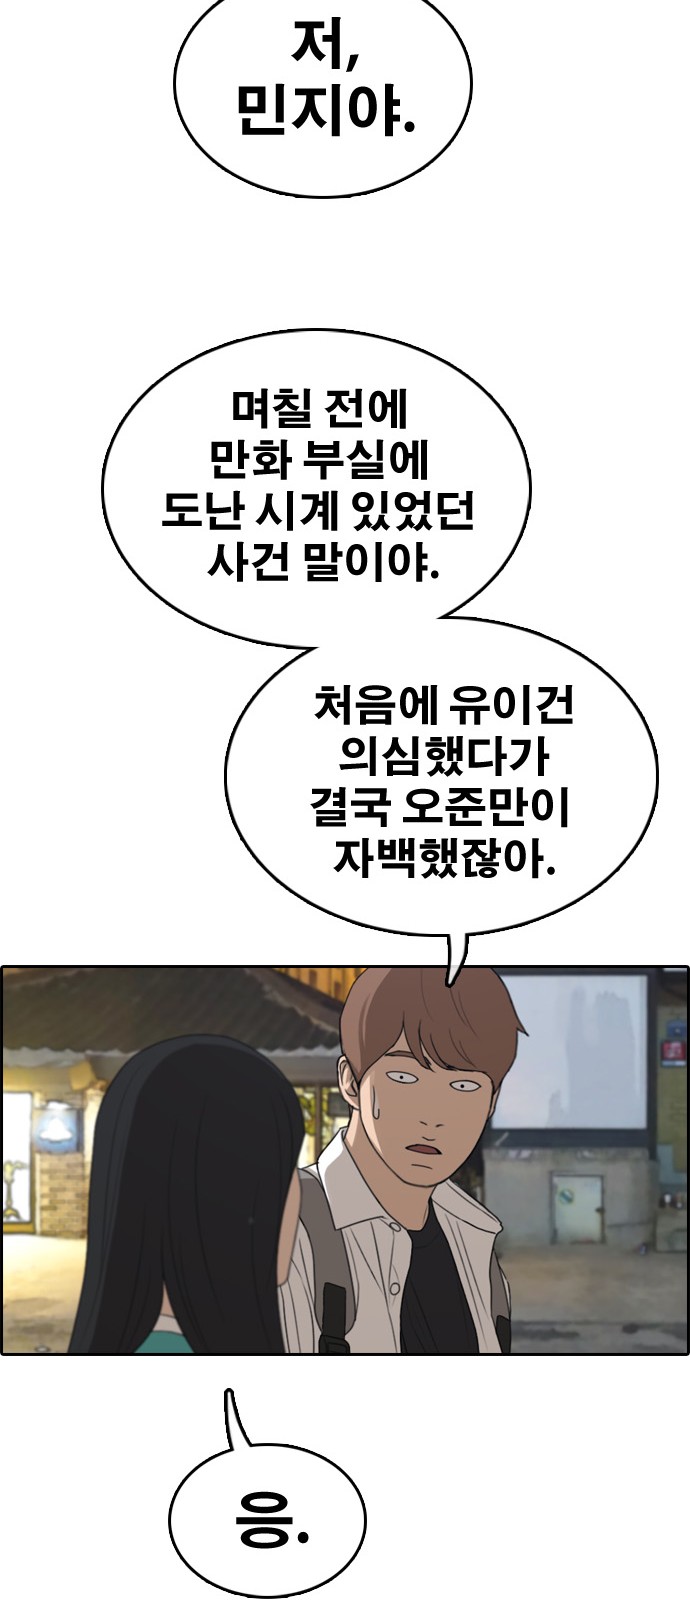 저,
민지야.
며칠 전에
만화 부실에
도난 시계 있었던
사건 말이야.
처음에 유이건
의심했다가
결국 오준만이
자백했잖아.
응.